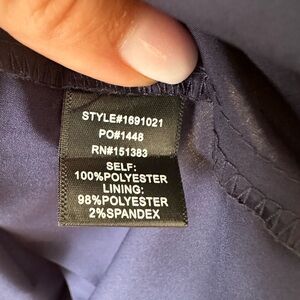 STYLE#1691021
PO#1448
RN#151383
SELF:
100%POLYESTER
LINING:
98%POLYESTER
2%SPANDEX